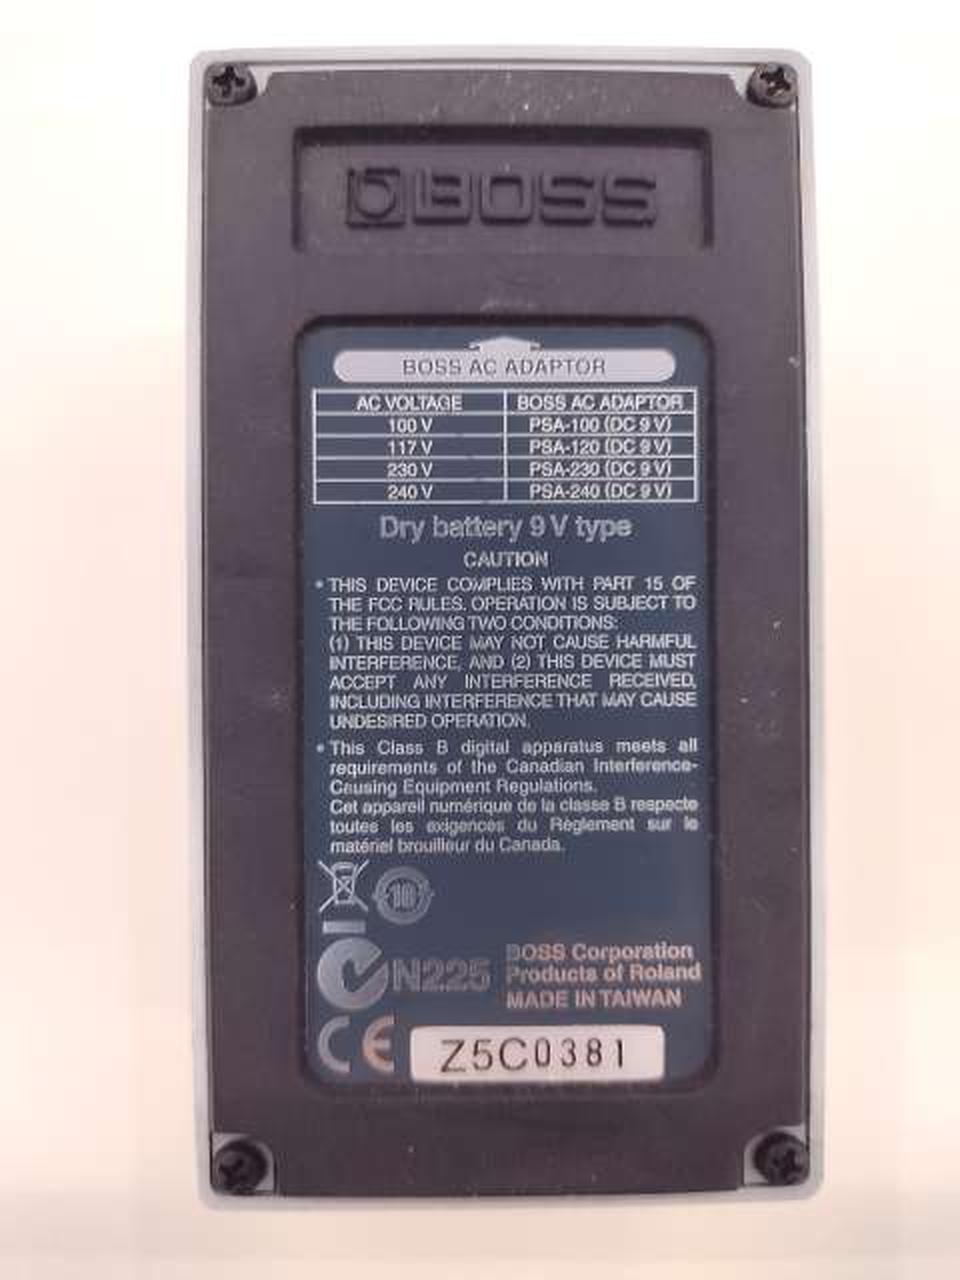 BOSS
BOSS AC ADAPTOR
AC VOLTAGE BOSS AC ADAPTOR
100 V PSA-100 (DC 9 V)
117 V PSA-120 (DC 9 V)
230 V PSA-230 (DC 9 V)
240 V PSA-240 (DC 9 V)
Dry battery 9 V type
CAUTION
• THIS DEVICE COMPLIES WITH PART 15 OF
THE FCC RULES. OPERATION IS SUBJECT TO
THE FOLLOWING TWO CONDITIONS:
(1) THIS DEVICE MAY NOT CAUSE HARMFUL
INTERFERENCE, AND (2) THIS DEVICE MUST
ACCEPT ANY INTERFERENCE RECEIVED,
INCLUDING INTERFERENCE THAT MAY CAUSE
UNDESIRED OPERATION.
• This Class B digital apparatus meets all
requirements of the Canadian Interference-
Causing Equipment Regulations.
Cet appareil numérique de la classe B respecte
toutes les exigences du Règlement sur le
matériel brouilleur du Canada.
10
N225
BOSS Corporation
Products of Roland
MADE IN TAIWAN
CE
Z5C0381